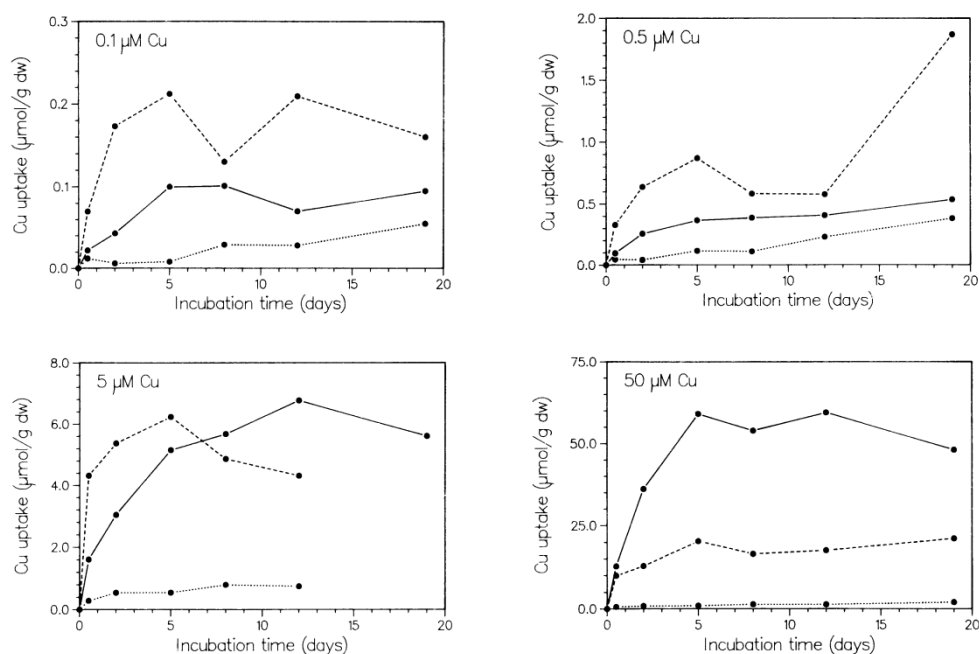 0.1 µM Cu
Cu uptake (µmol/g dw)
0.3
0.2
0.1
0.0
0 5 10 15 20
Incubation time (days)
0.5 µM Cu
Cu uptake (µmol/g dw)
2.0
1.5
1.0
0.5
0.0
0 5 10 15 20
Incubation time (days)
5 µM Cu
Cu uptake (µmol/g dw)
8.0
6.0
4.0
2.0
0.0
0 5 10 15 20
Incubation time (days)
50 µM Cu
Cu uptake (µmol/g dw)
75.0
50.0
25.0
0.0
0 5 10 15 20
Incubation time (days)